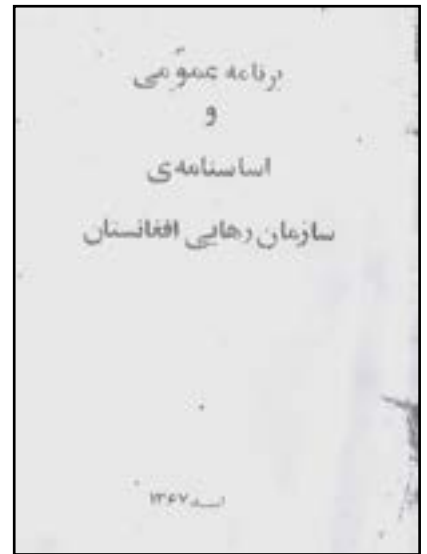 برنامه عمومی
و
اساسنامه‌ی
سازمان رهایی افغانستان
اسد ۱۳۶۷